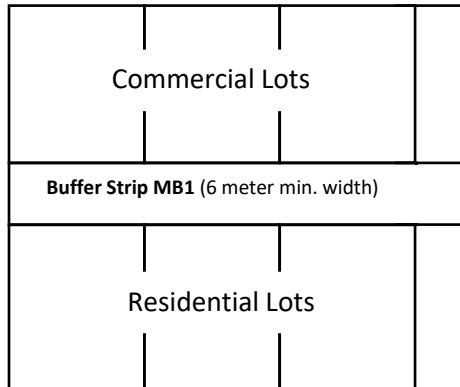 Commercial Lots
Buffer Strip MB1 (6 meter min. width)
Residential Lots